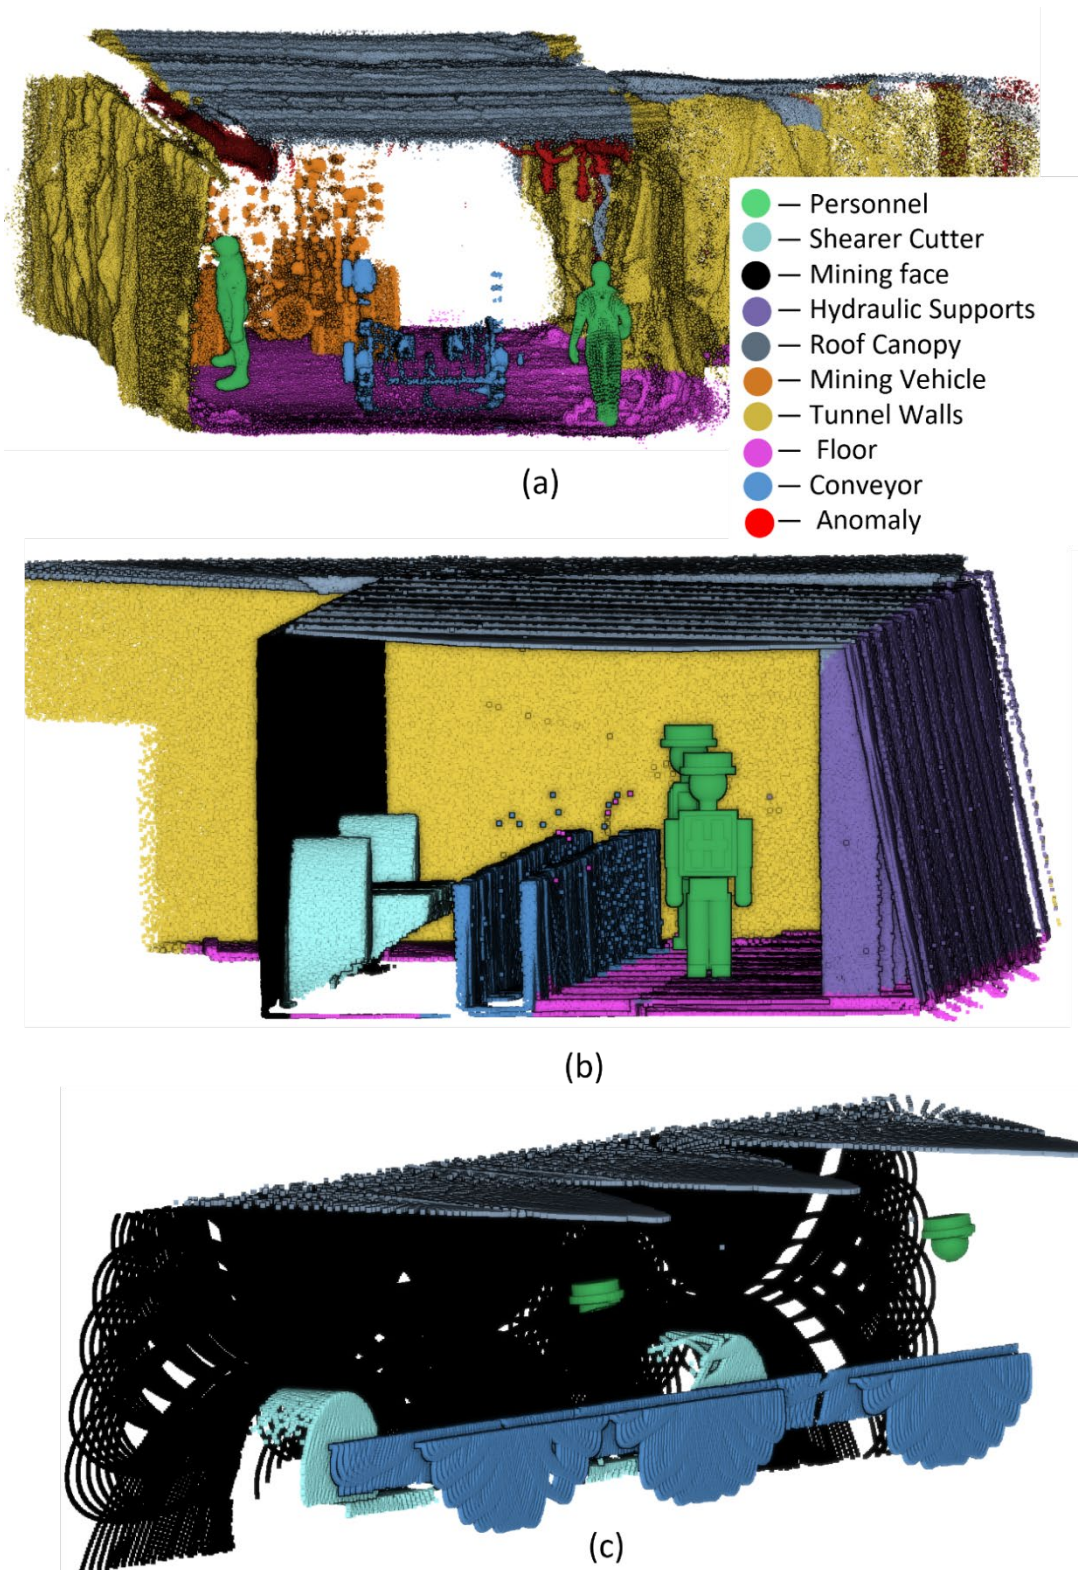 — Personnel
— Shearer Cutter
— Mining face
— Hydraulic Supports
— Roof Canopy
— Mining Vehicle
— Tunnel Walls
— Floor
— Conveyor
— Anomaly
(a)
(b)
(c)